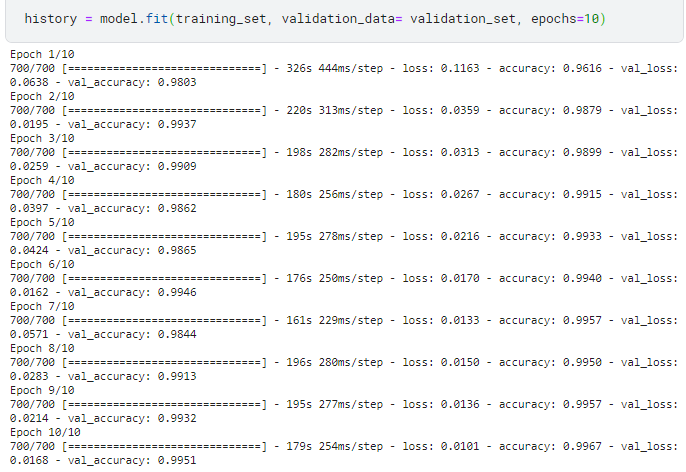 history = model.fit(training_set, validation_data= validation_set, epochs=10)
Epoch 1/10
700/700 [==============================] - 326s 444ms/step - loss: 0.1163 - accuracy: 0.9616 - val_loss:
0.0638 - val_accuracy: 0.9803
Epoch 2/10
700/700 [==============================] - 220s 313ms/step - loss: 0.0359 - accuracy: 0.9879 - val_loss:
0.0195 - val_accuracy: 0.9937
Epoch 3/10
700/700 [==============================] - 198s 282ms/step - loss: 0.0313 - accuracy: 0.9899 - val_loss:
0.0259 - val_accuracy: 0.9909
Epoch 4/10
700/700 [==============================] - 180s 256ms/step - loss: 0.0267 - accuracy: 0.9915 - val_loss:
0.0397 - val_accuracy: 0.9862
Epoch 5/10
700/700 [==============================] - 195s 278ms/step - loss: 0.0216 - accuracy: 0.9933 - val_loss:
0.0424 - val_accuracy: 0.9865
Epoch 6/10
700/700 [==============================] - 176s 250ms/step - loss: 0.0170 - accuracy: 0.9940 - val_loss:
0.0162 - val_accuracy: 0.9946
Epoch 7/10
700/700 [==============================] - 161s 229ms/step - loss: 0.0133 - accuracy: 0.9957 - val_loss:
0.0571 - val_accuracy: 0.9844
Epoch 8/10
700/700 [==============================] - 196s 280ms/step - loss: 0.0150 - accuracy: 0.9950 - val_loss:
0.0283 - val_accuracy: 0.9913
Epoch 9/10
700/700 [==============================] - 195s 277ms/step - loss: 0.0136 - accuracy: 0.9957 - val_loss:
0.0214 - val_accuracy: 0.9932
Epoch 10/10
700/700 [==============================] - 179s 254ms/step - loss: 0.0101 - accuracy: 0.9967 - val_loss:
0.0168 - val_accuracy: 0.9951